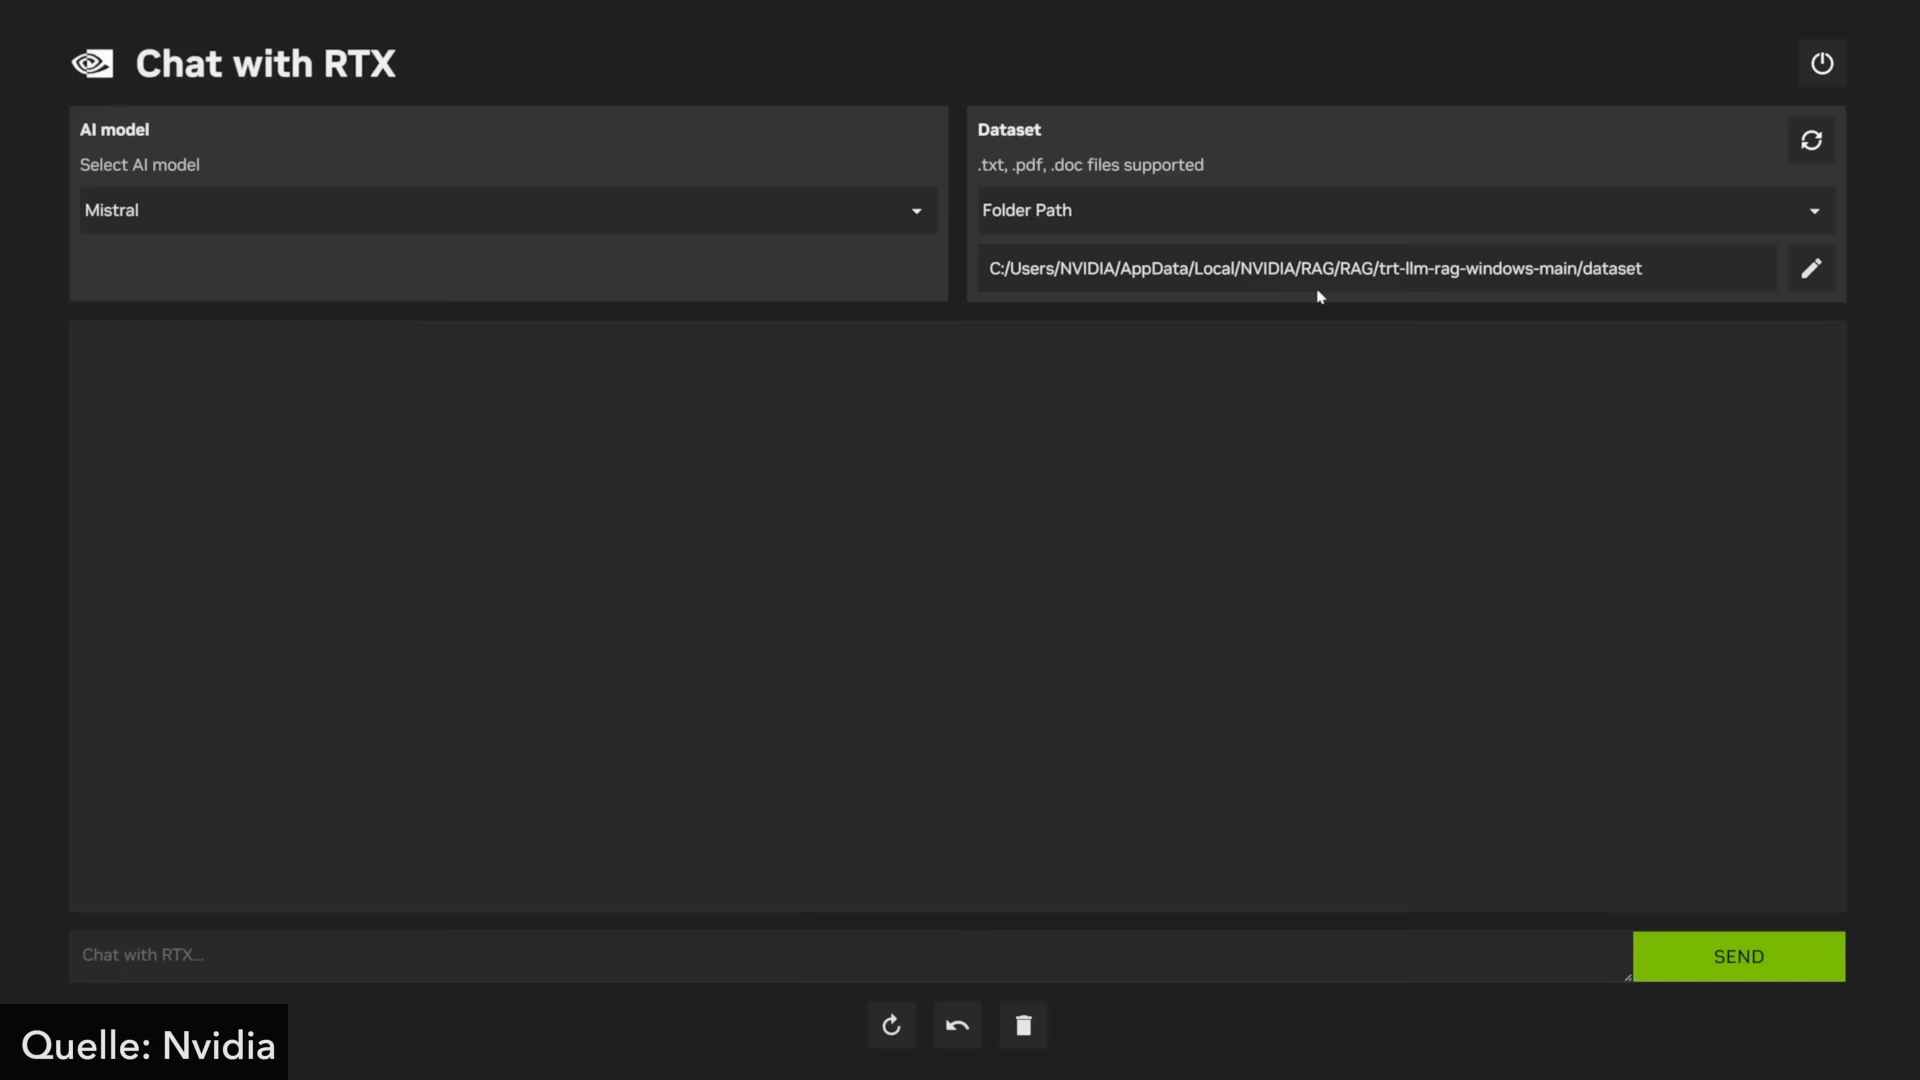 Chat with RTX
AI model
Select AI model
Mistral
Dataset
.txt, .pdf, .doc files supported
Folder Path
C:/Users/NVIDIA/AppData/Local/NVIDIA/RAG/RAG/trt-llm-rag-windows-main/dataset
Chat with RTX...
SEND
Quelle: Nvidia